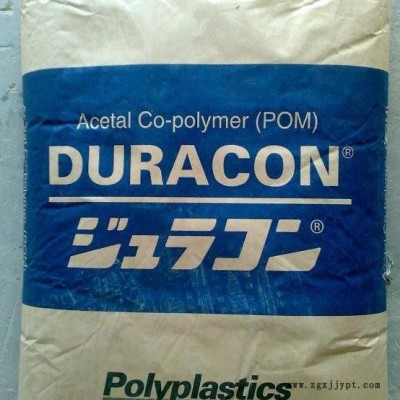 Acetal Co-polymer (POM)
DURACON®
ジュラコン®
Polyplastics
www.zgxjjypt.com